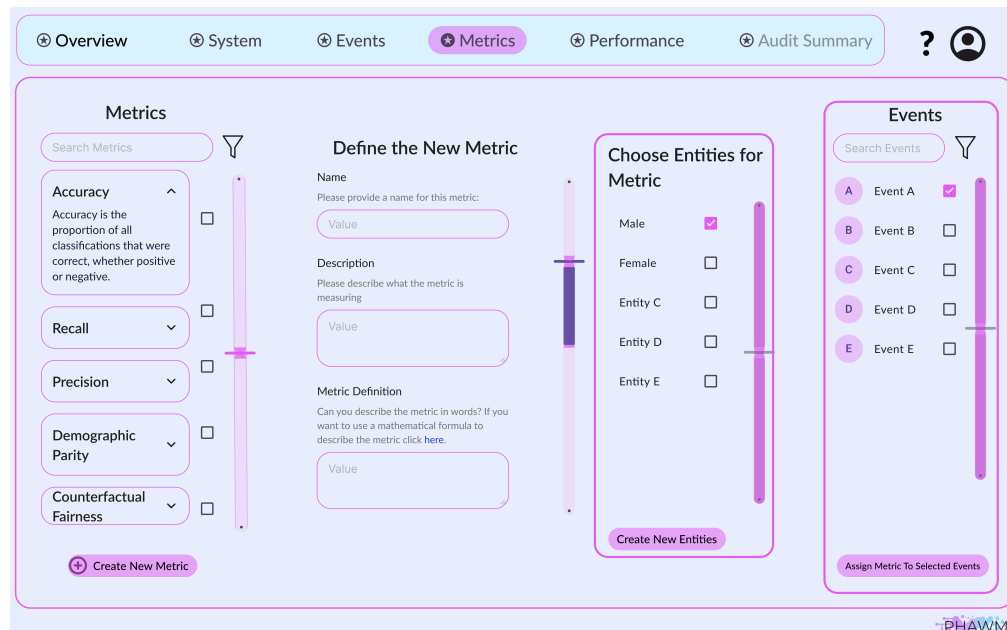 Overview
System
Events
Metrics
Performance
Audit Summary
?
Metrics
Search Metrics
Accuracy
Accuracy is the
proportion of all
classifications that were
correct, whether positive
or negative.
Recall
Precision
Demographic
Parity
Counterfactual
Fairness
Create New Metric
Define the New Metric
Name
Please provide a name for this metric:
Value
Description
Please describe what the metric is
measuring
Value
Metric Definition
Can you describe the metric in words? If you
want to use a mathematical formula to
describe the metric click here.
Value
Choose Entities for
Metric
Male
Female
Entity C
Entity D
Entity E
Create New Entities
Events
Search Events
A Event A
B Event B
C Event C
D Event D
E Event E
Assign Metric To Selected Events
PHAWM